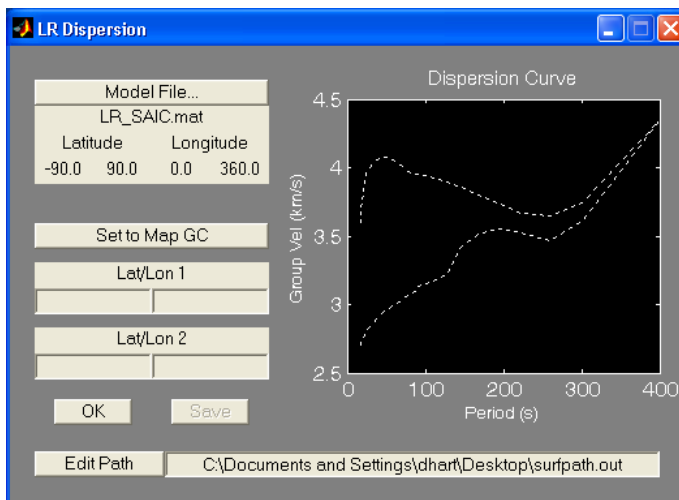 LR Dispersion
Model File...
LR_SAIC.mat
Latitude Longitude
-90.0 90.0 0.0 360.0
Set to Map GC
Lat/Lon 1
Lat/Lon 2
OK Save
Edit Path C:\Documents and Settings\dhart\Desktop\surfpath.out
Dispersion Curve
Group Vel (km/s)
4.5
4
3.5
3
2.5
0 100 200 300 400
Period (s)